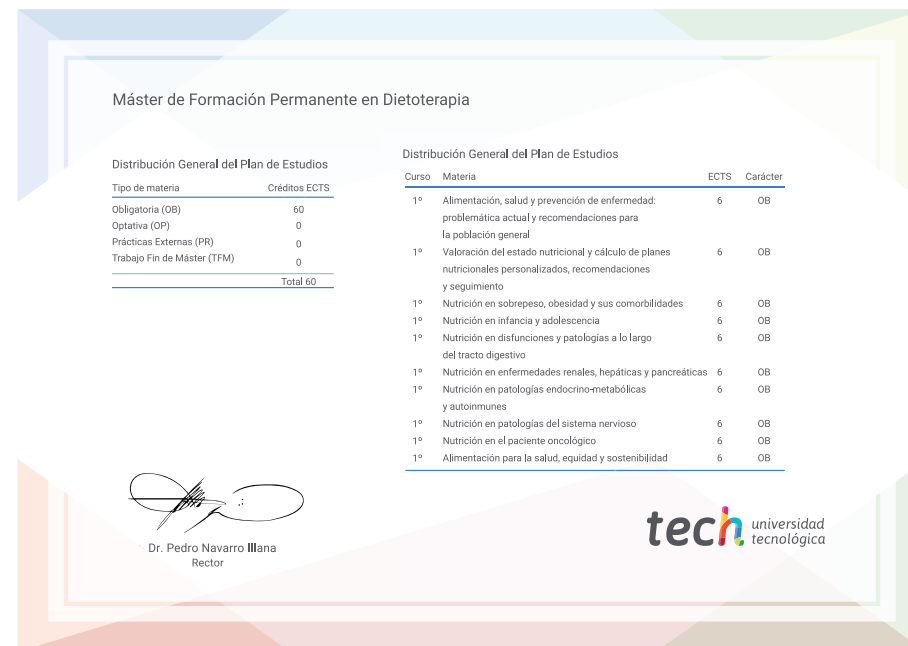 Máster de Formación Permanente en Dietoterapia
Distribución General del Plan de Estudios
Tipo de materia Créditos ECTS
Obligatoria (OB) 60
Optativa (OP) 0
Prácticas Externas (PR) 0
Trabajo Fin de Máster (TFM) 0
Total 60
Distribución General del Plan de Estudios
Curso Materia ECTS Carácter
1º Alimentación, salud y prevención de enfermedad: 6 OB
problemática actual y recomendaciones para
la población general
1º Valoración del estado nutricional y cálculo de planes 6 OB
nutricionales personalizados, recomendaciones
y seguimiento
1º Nutrición en sobrepeso, obesidad y sus comorbilidades 6 OB
1º Nutrición en infancia y adolescencia 6 OB
1º Nutrición en disfunciones y patologías a lo largo 6 OB
del tracto digestivo
1º Nutrición en enfermedades renales, hepáticas y pancreáticas 6 OB
1º Nutrición en patologías endocrino-metabólicas 6 OB
y autoinmunes
1º Nutrición en patologías del sistema nervioso 6 OB
1º Nutrición en el paciente oncológico 6 OB
1º Alimentación para la salud, equidad y sostenibilidad 6 OB
Dr. Pedro Navarro Illana
Rector
tech universidad
tecnológica